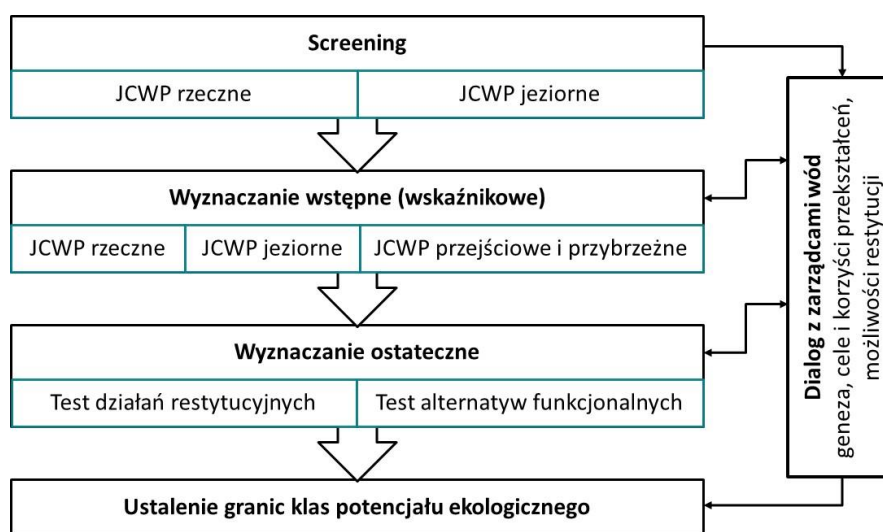 Screening
JCWP rzeczne
JCWP jeziorne
Wyznaczanie wstępne (wskaźnikowe)
JCWP rzeczne
JCWP jeziorne
JCWP przejściowe i przybrzeżne
Wyznaczanie ostateczne
Test działań restytucyjnych
Test alternatyw funkcjonalnych
Ustalenie granic klas potencjału ekologicznego
Dialog z zarządcami wód
geneza, cele i korzyści przekształceń,
możliwości restytucji